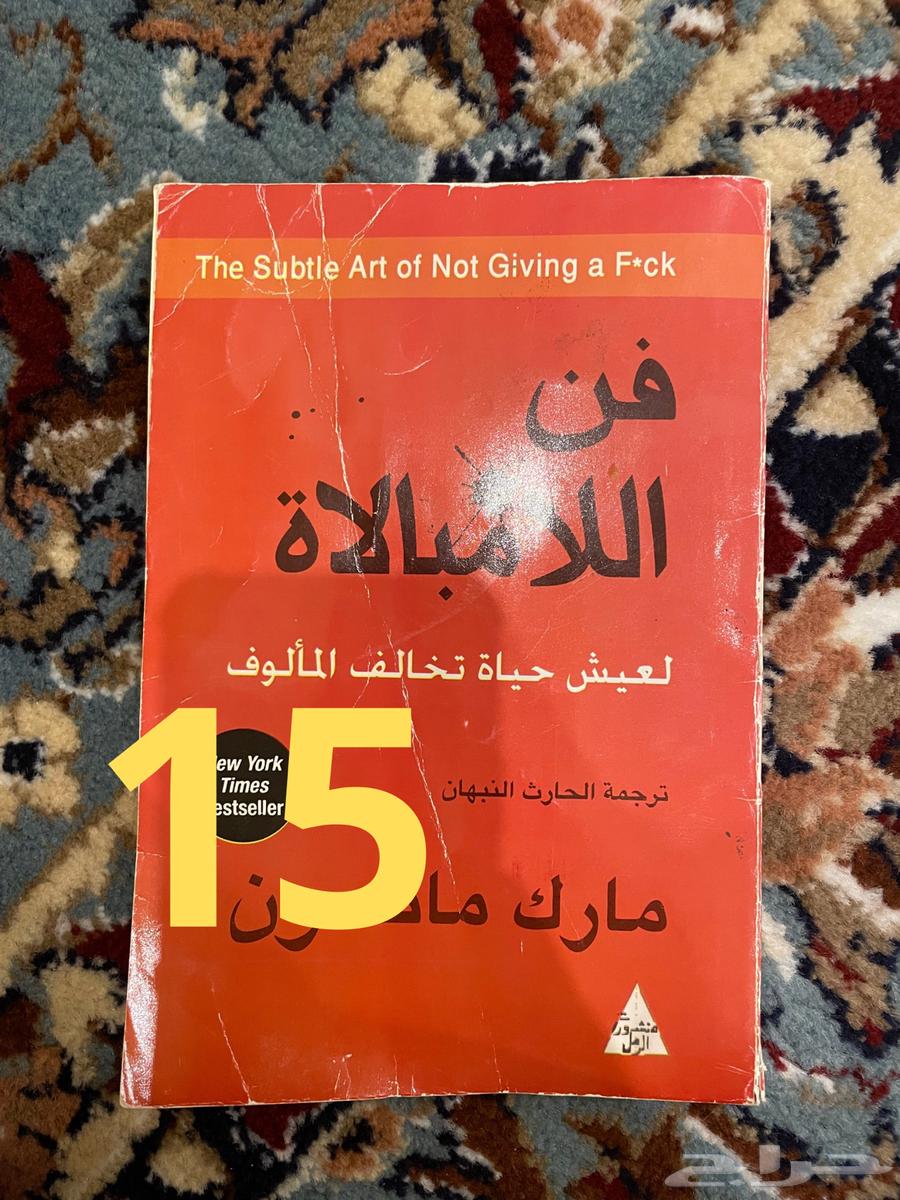 The Subtle Art of Not Giving a F*ck
فن
اللامبالاة
لعيش حياة تخالف المألوف
15
ew York
Times
estseller
ترجمة الحارث النبهان
مارك
منشورات
الرمل
حراج